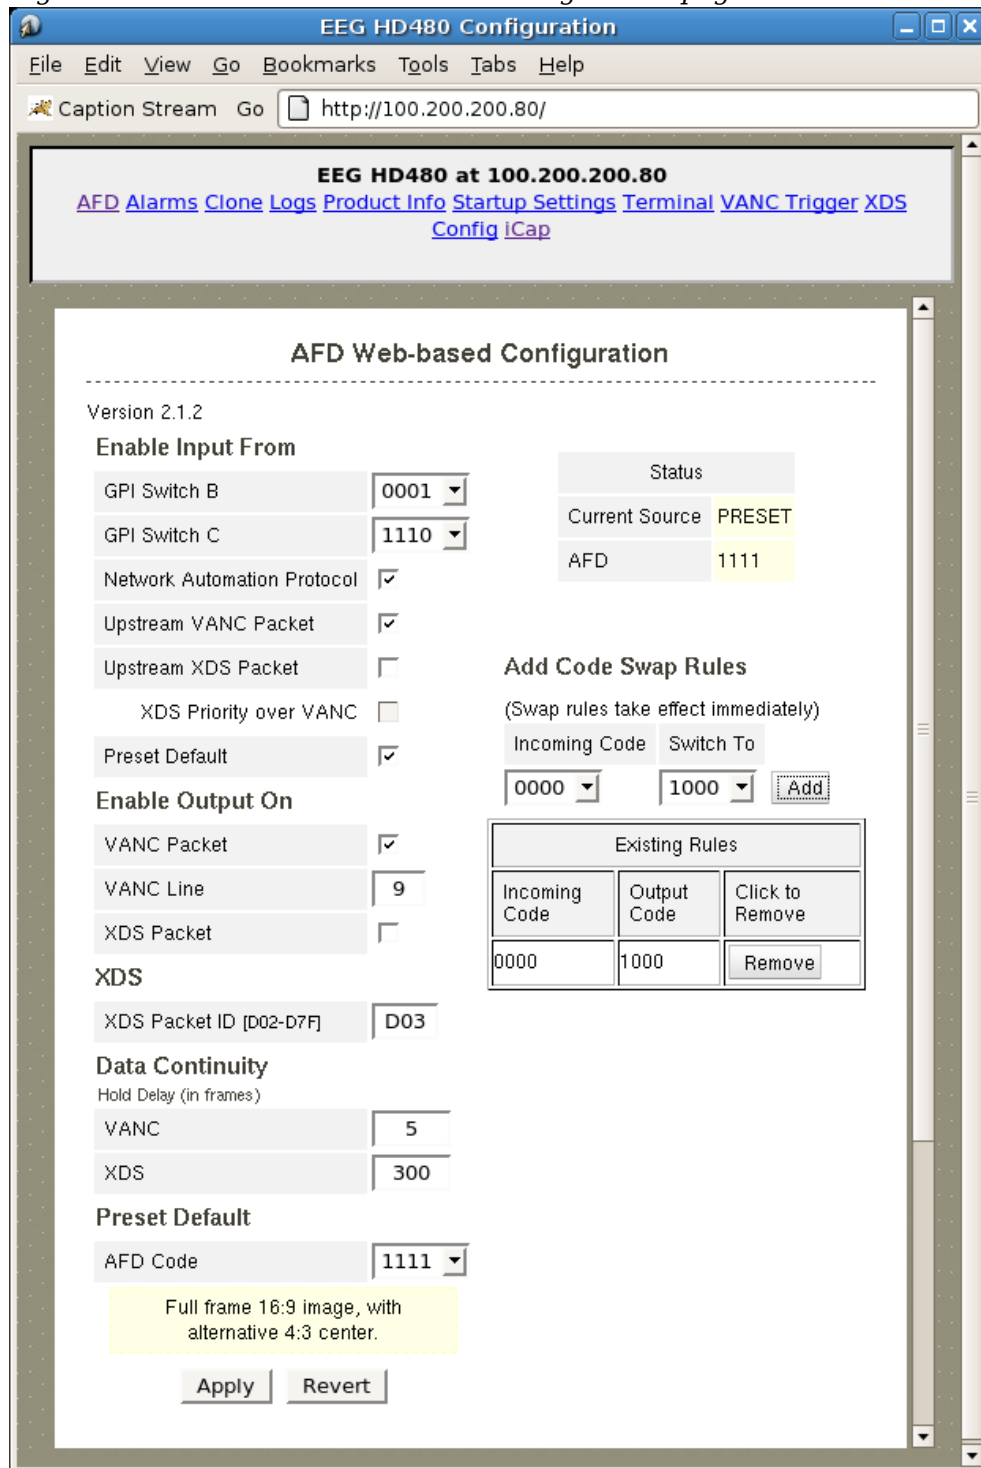 EEG HD480 Configuration
File Edit View Go Bookmarks Tools Tabs Help
Caption Stream Go http://100.200.200.80/
EEG HD480 at 100.200.200.80
AFD Alarms Clone Logs Product Info Startup Settings Terminal VANC Trigger XDS
Config iCap
AFD Web-based Configuration
Version 2.1.2
Enable Input From
GPI Switch B 0001
GPI Switch C 1110
Network Automation Protocol
Upstream VANC Packet
Upstream XDS Packet
XDS Priority over VANC
Preset Default
Enable Output On
VANC Packet
VANC Line 9
XDS Packet
XDS
XDS Packet ID [D02-D7F] D03
Data Continuity
Hold Delay (in frames)
VANC 5
XDS 300
Preset Default
AFD Code 1111
Full frame 16:9 image, with
alternative 4:3 center.
Apply Revert
Status
Current Source PRESET
AFD 1111
Add Code Swap Rules
(Swap rules take effect immediately)
Incoming Code Switch To
0000 1000 Add
Existing Rules
Incoming Code Output Code Click to Remove
0000 1000 Remove